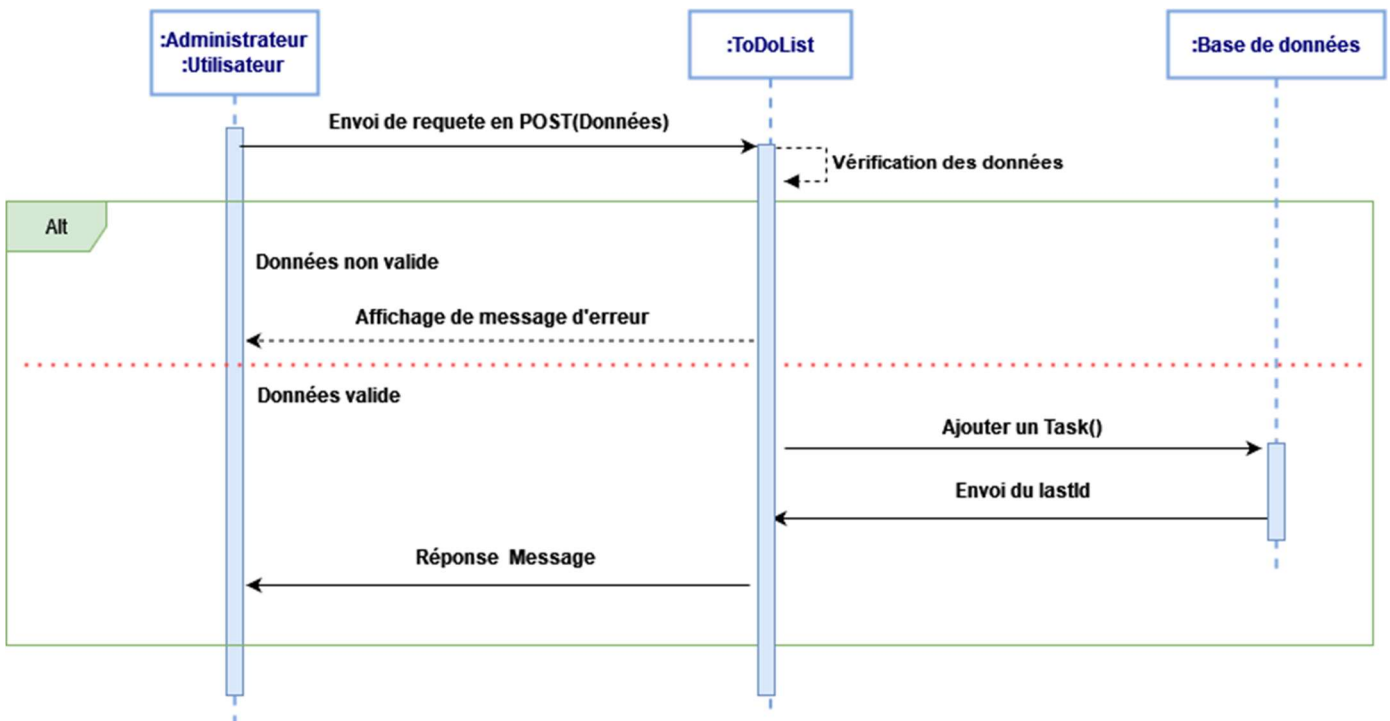 :Administrateur
:Utilisateur
:ToDoList
:Base de données
Envoi de requete en POST(Données)
Vérification des données
Alt
Données non valide
Affichage de message d'erreur
Données valide
Ajouter un Task()
Envoi du lastId
Réponse Message